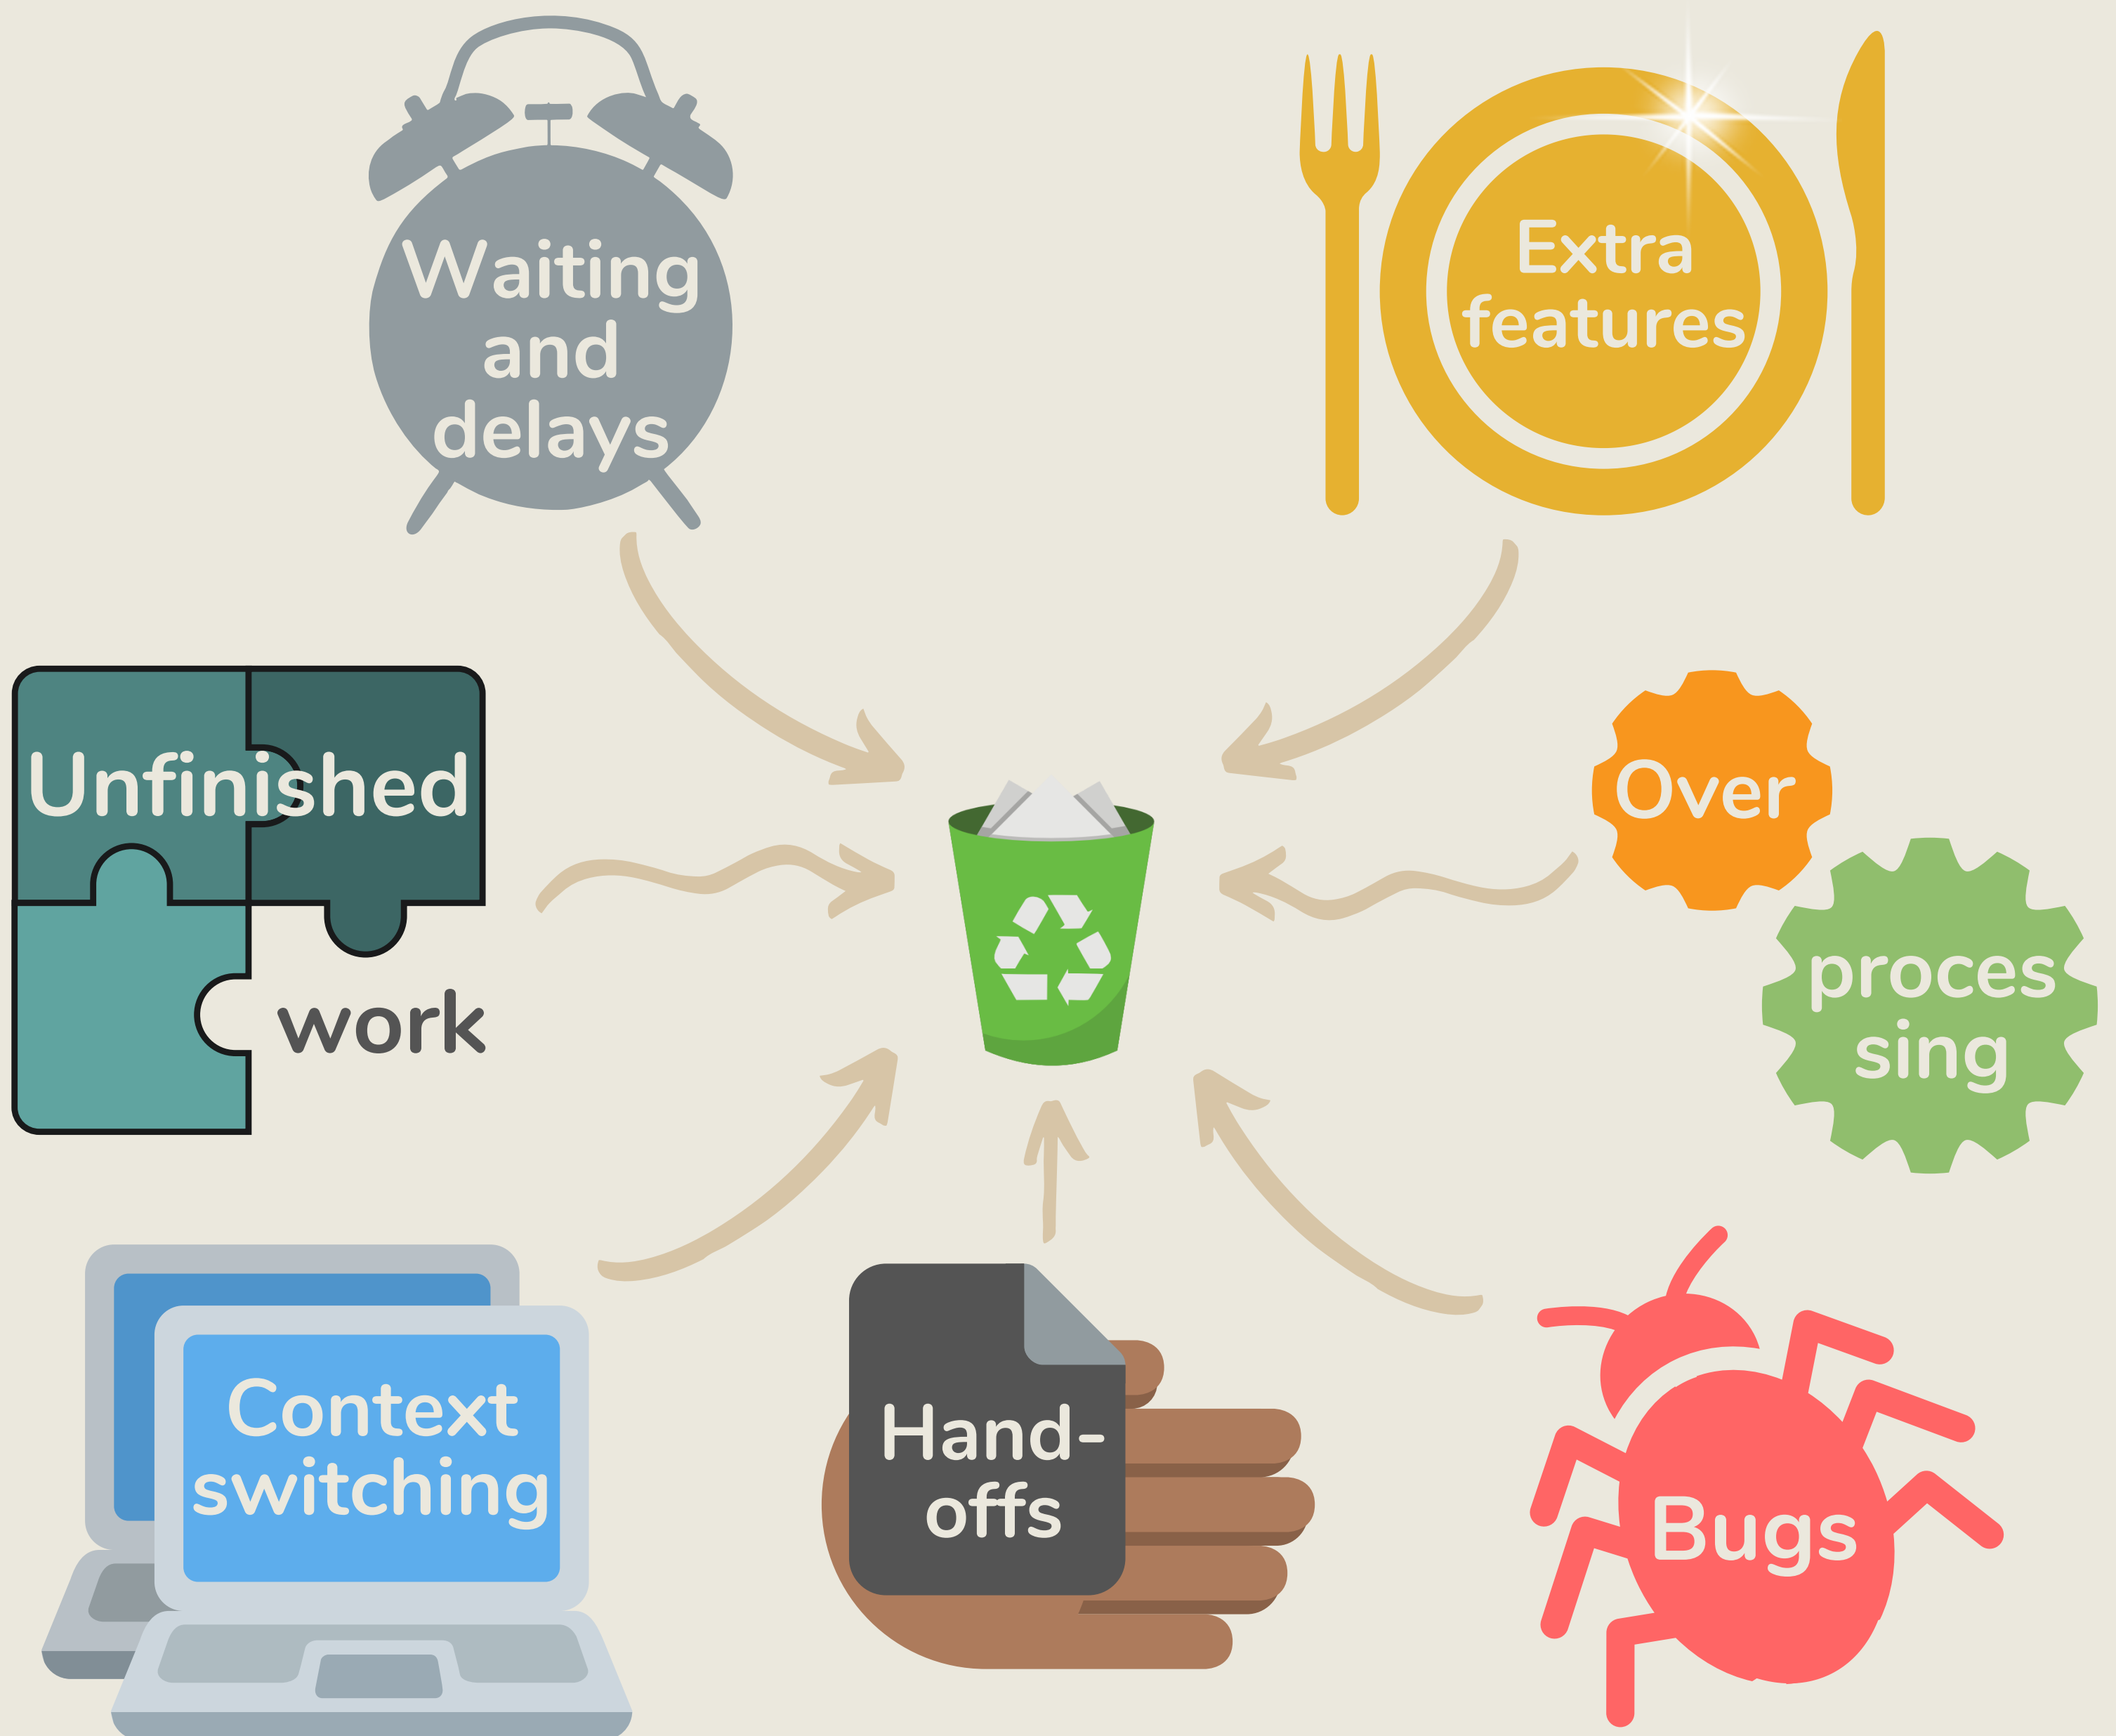 Waiting
and
delays
Extra
features
Unfinished
work
Over
proces
sing
Context
switching
Hand-
offs
Bugs